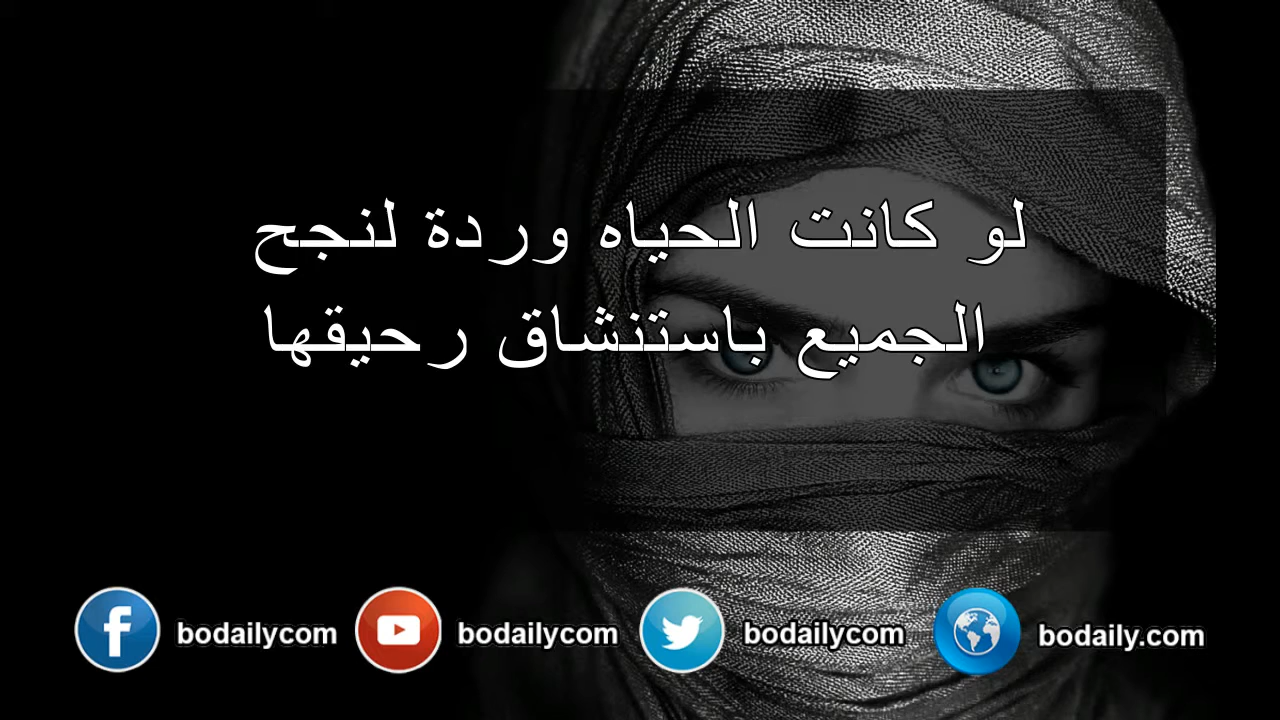 لو كانت الحياه وردة لنجح
الجميع باستنشاق رحيقها
bodailycom bodailycom bodailycom bodaily.com